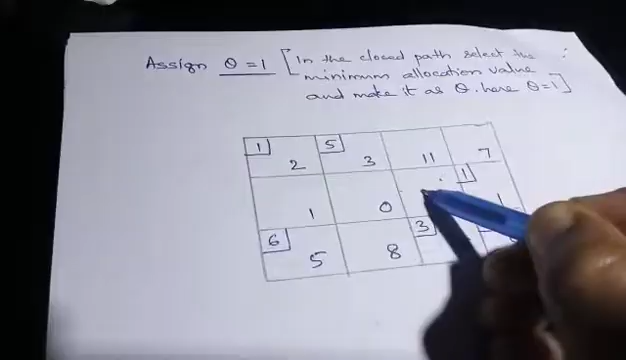 Assign θ = 1 [In the closed path select the :
minimum allocation value
and make it as θ. here θ=1]
1 2 5 3 11 7
1 0 1 1
6 5 8 3